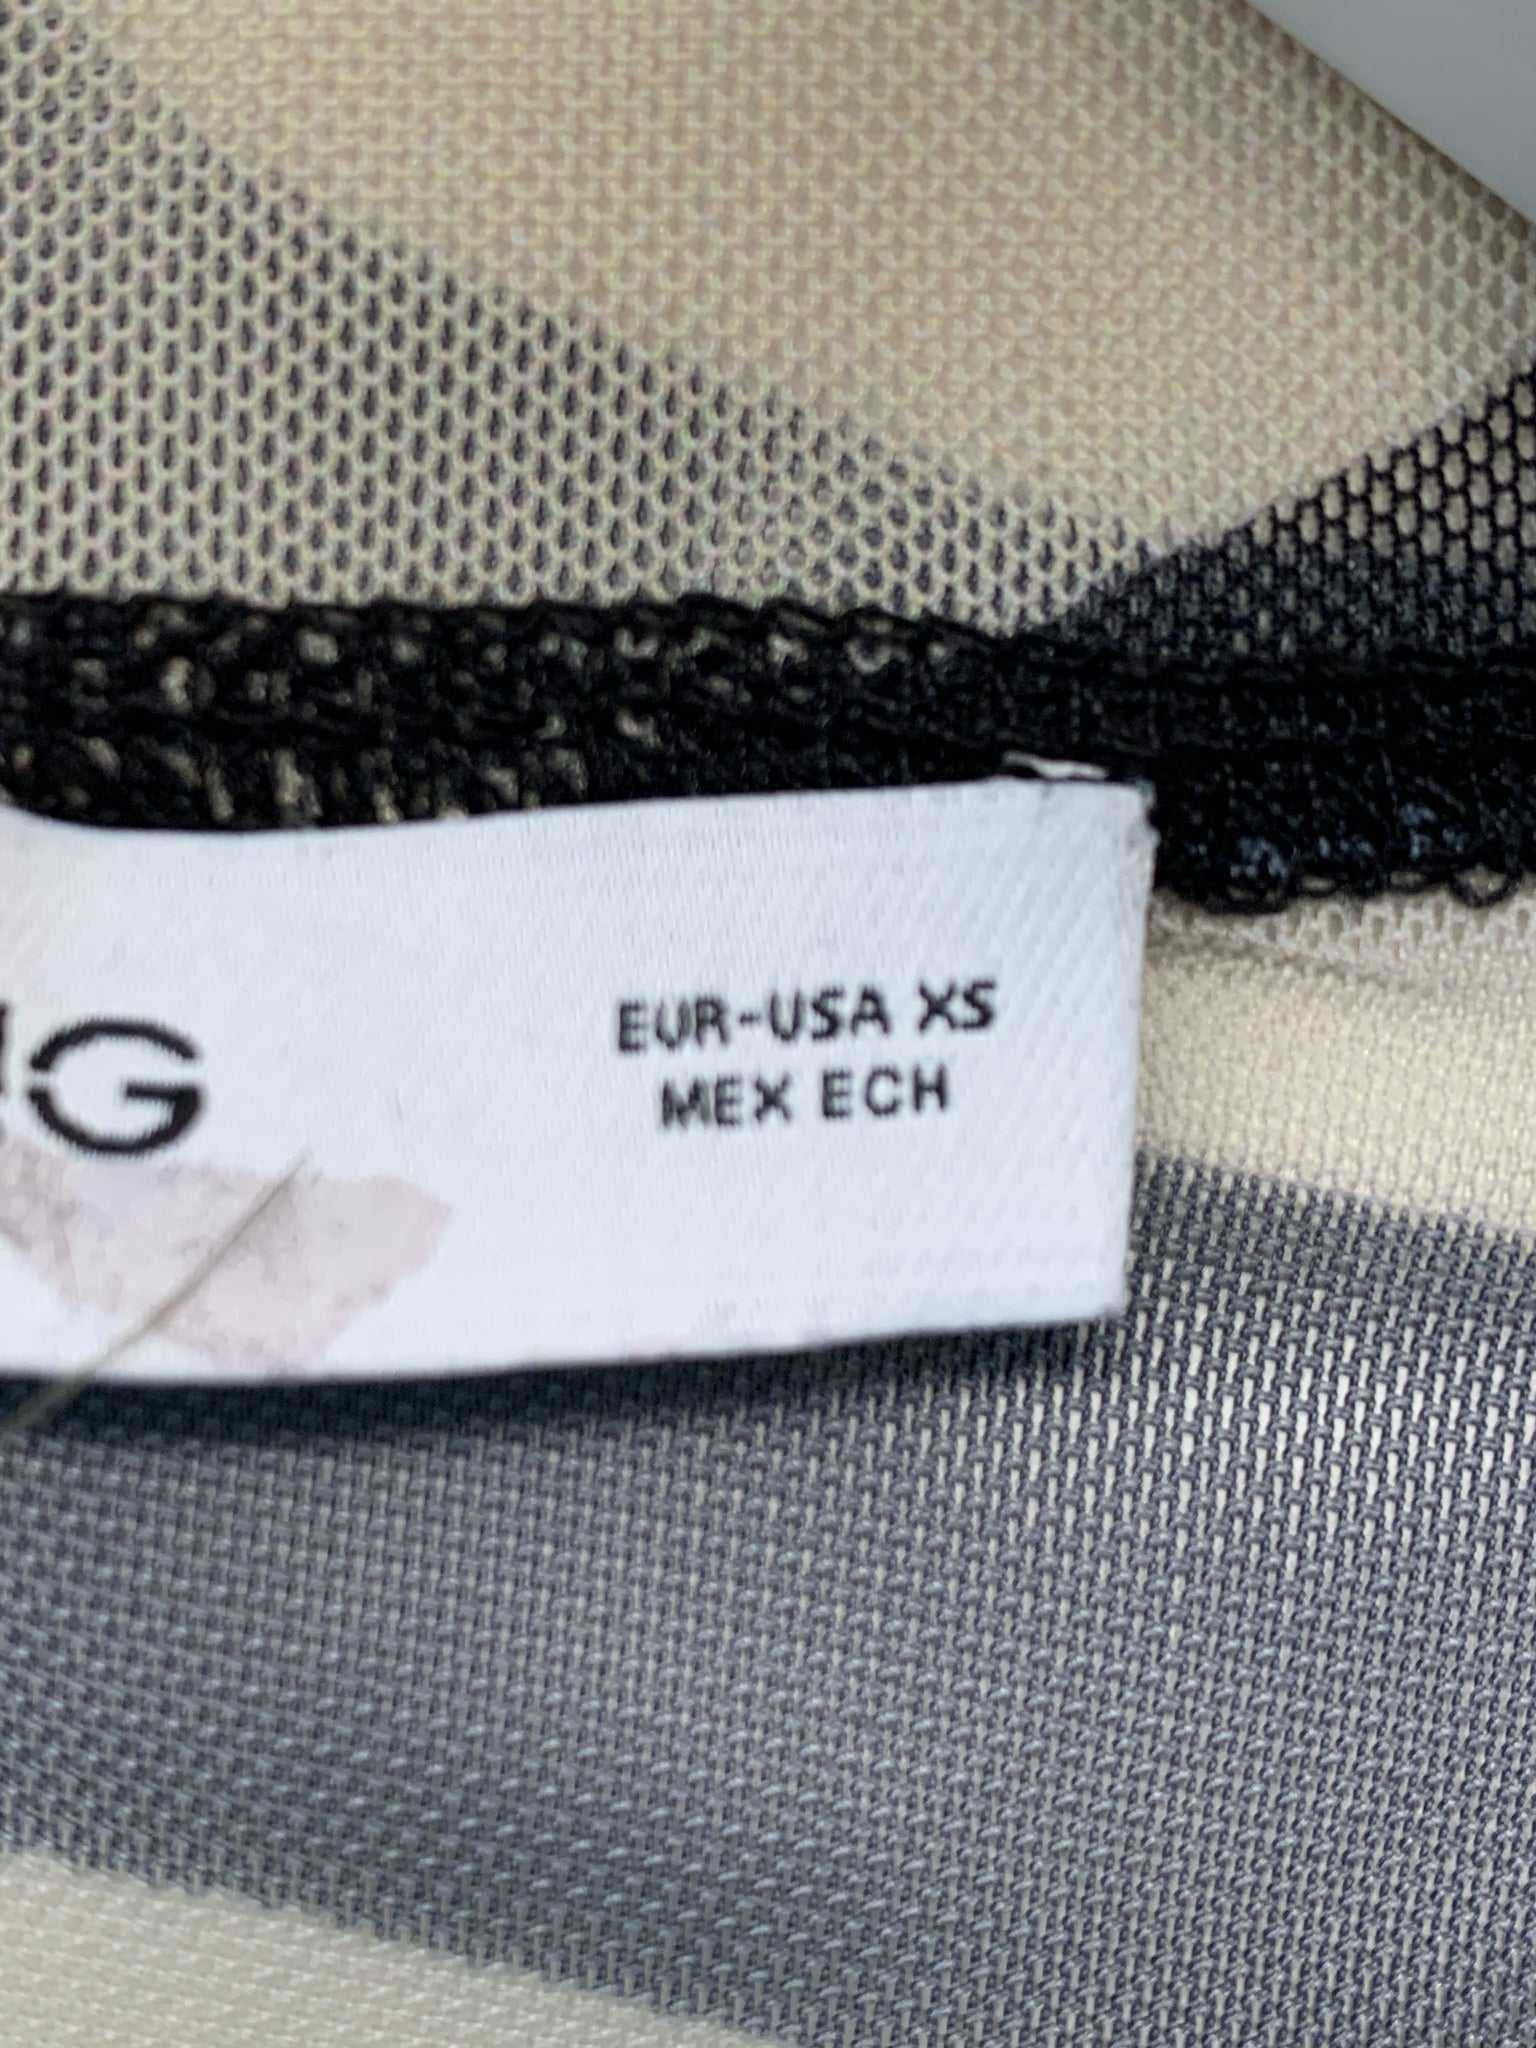 G
EUR-USA XS
MEX ECH